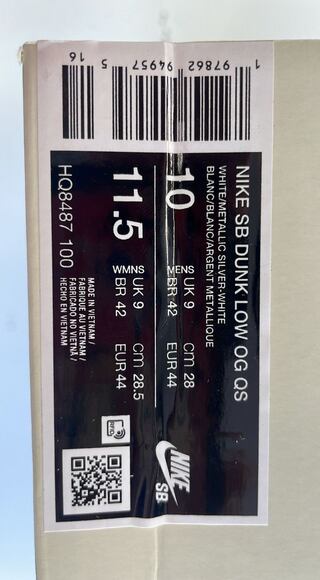 1 97862 94957 5
16
NIKE SB DUNK LOW OG QS
WHITE/METALLIC SILVER-WHITE
BLANC/BLANC/ARGENT METALLIQUE
10
MENS UK 9 CM 28
BR 42 EUR 44
11.5
WMNS UK 9 CM 28.5
BR 42 EUR 44
MADE IN VIETNAM /
FABRIQUÉ AU VIETNAM /
FABRICADO NO VIETNÃ /
HECHO EN VIETNAM
HQ8487 100
NIKE
SB
RFID